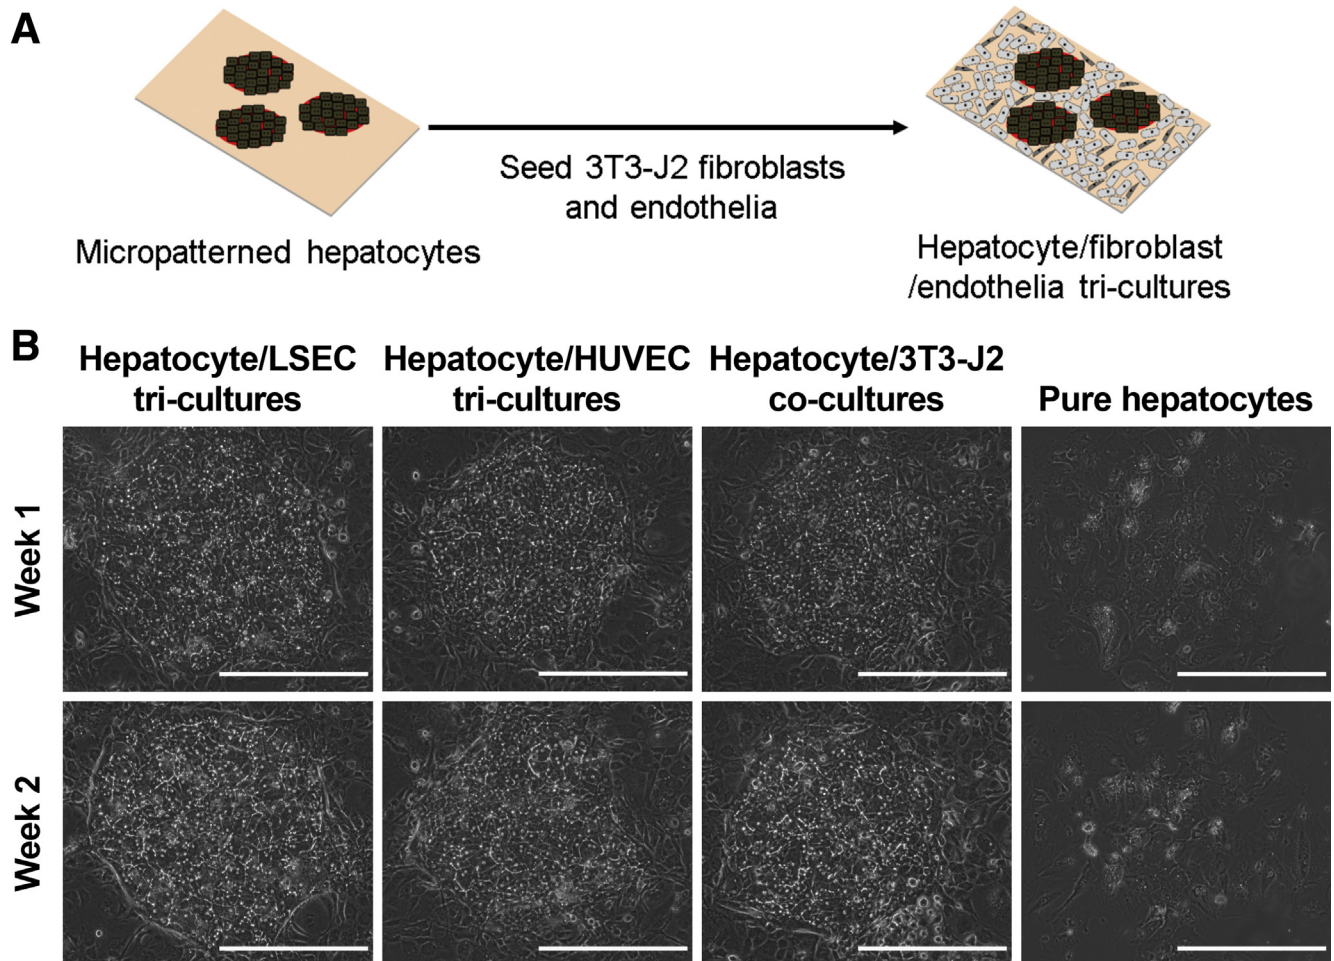 A
Seed 3T3-J2 fibroblasts
and endothelia
Micropatterned hepatocytes
Hepatocyte/fibroblast
/endothelia tri-cultures
B
Hepatocyte/LSEC
tri-cultures
Hepatocyte/HUVEC
tri-cultures
Hepatocyte/3T3-J2
co-cultures
Pure hepatocytes
Week 1
Week 2